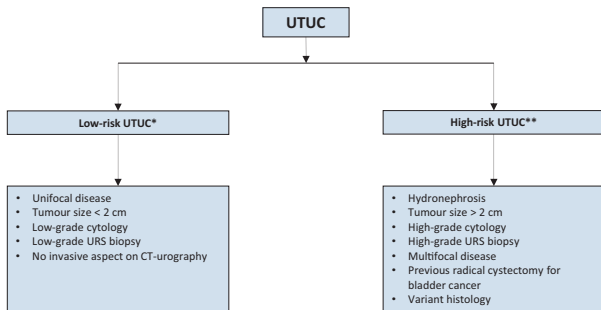 UTUC
Low-risk UTUC*
High-risk UTUC**
• Unifocal disease
• Tumour size < 2 cm
• Low-grade cytology
• Low-grade URS biopsy
• No invasive aspect on CT-urography
• Hydronephrosis
• Tumour size > 2 cm
• High-grade cytology
• High-grade URS biopsy
• Multifocal disease
• Previous radical cystectomy for
bladder cancer
• Variant histology